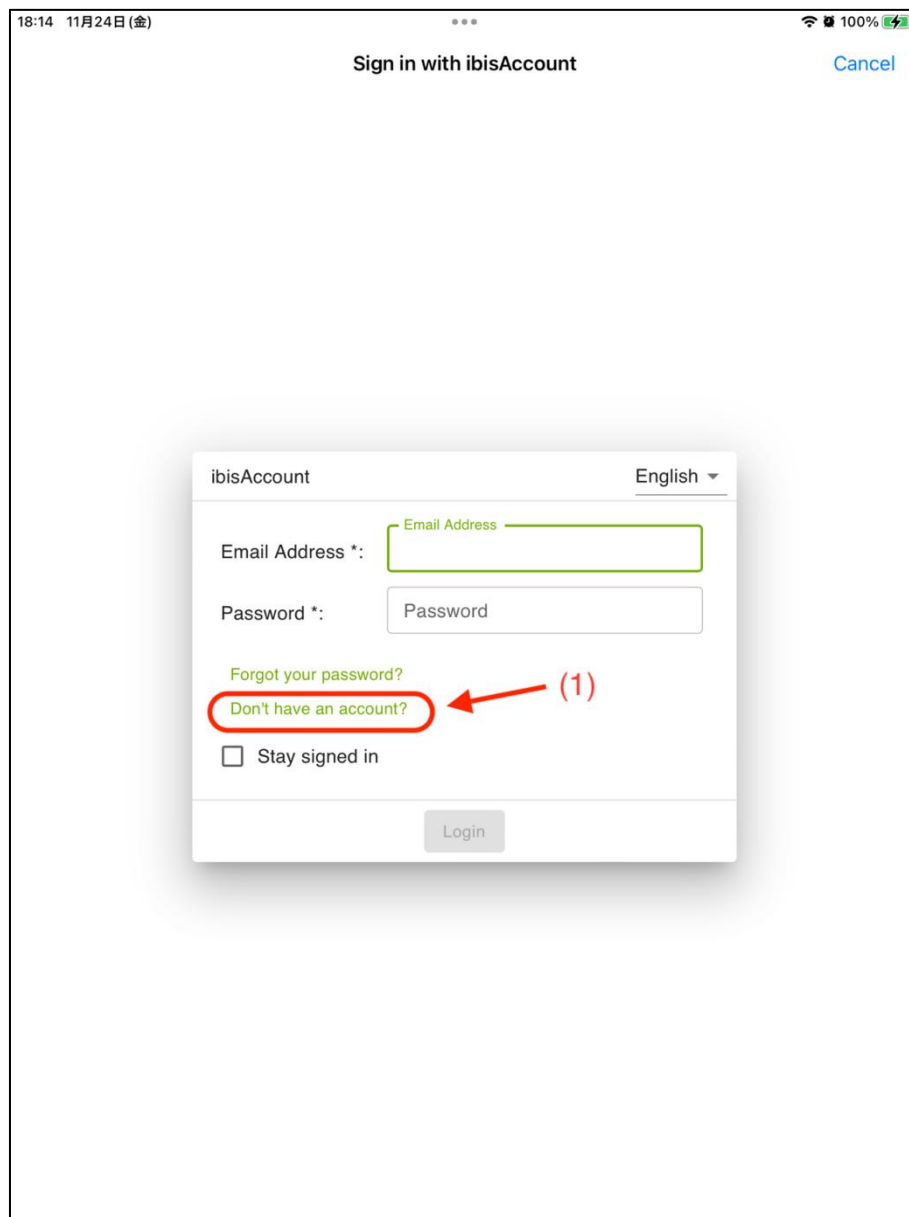 18:14 11月24日(金) 100%
Sign in with ibisAccount Cancel
ibisAccount English
Email Address
Email Address *:
Password *: Password
Forgot your password?
Don't have an account? (1)
Stay signed in
Login